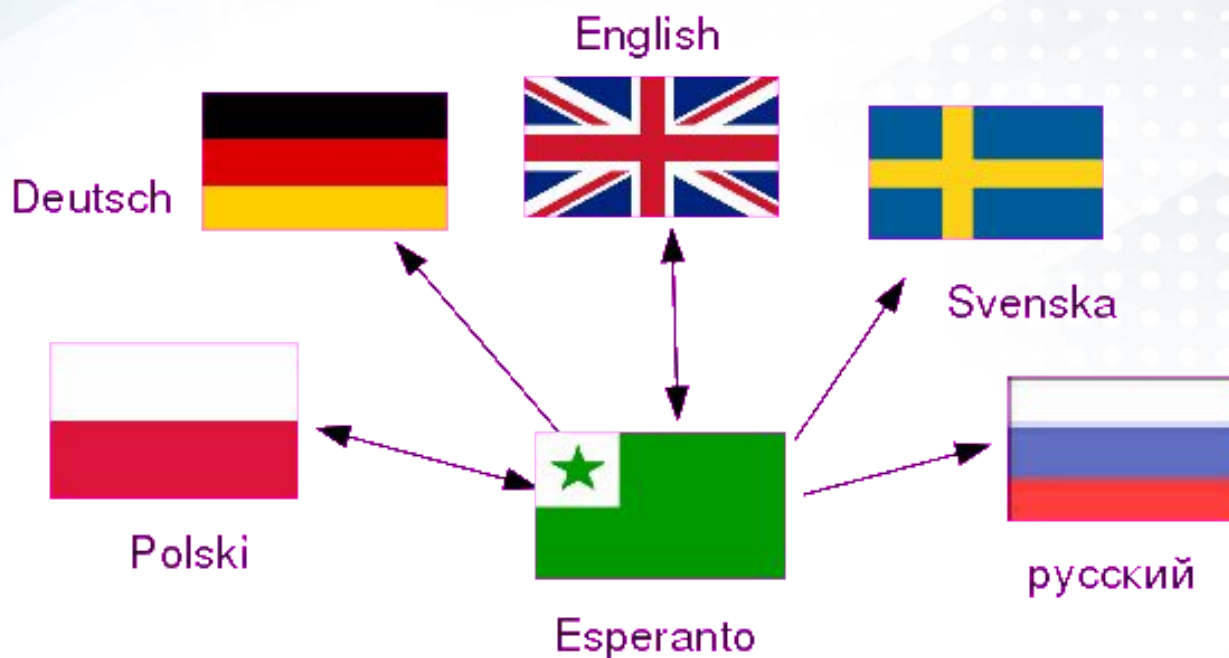 English
Deutsch
Svenska
Polski
русский
Esperanto